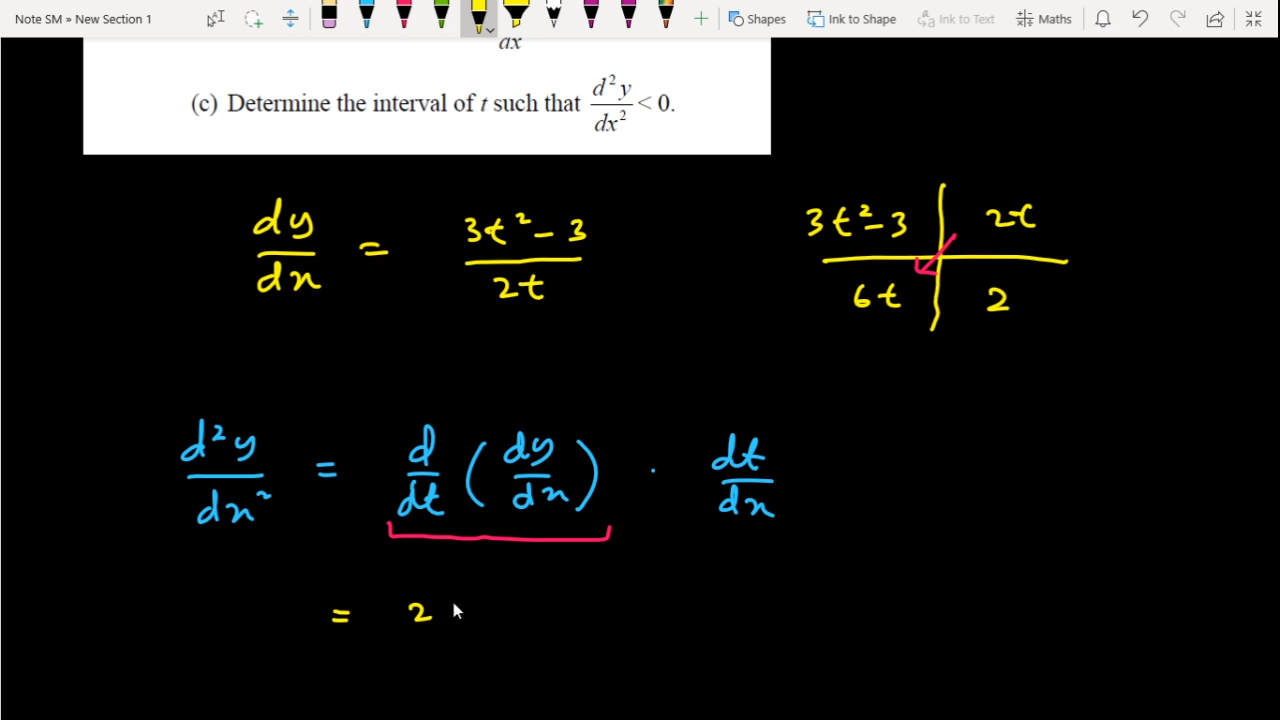 Note SM » New Section 1
Shapes
Ink to Shape
Ink to Text
Maths
dx
(c) Determine the interval of t such that d²y/dx² < 0.
dy/dx = (3t² - 3)/(2t)
3t² - 3 | 2t
6t | 2
d²y/dx² = d/dt (dy/dx) · dt/dx
= 2